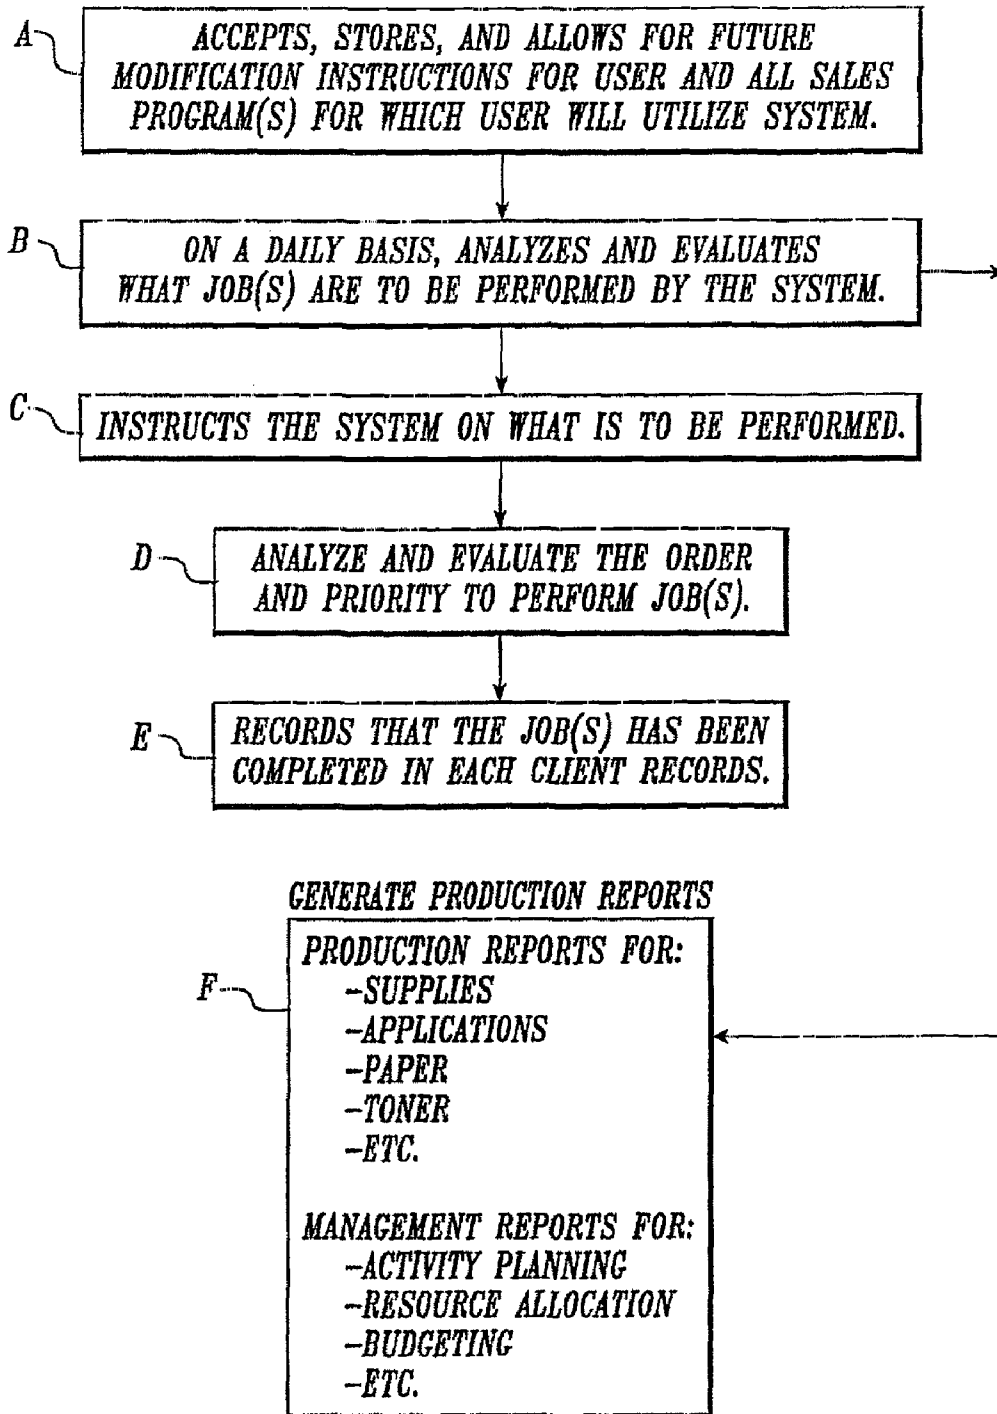 A
ACCEPTS, STORES, AND ALLOWS FOR FUTURE
MODIFICATION INSTRUCTIONS FOR USER AND ALL SALES
PROGRAM(S) FOR WHICH USER WILL UTILIZE SYSTEM.
B
ON A DAILY BASIS, ANALYZES AND EVALUATES
WHAT JOB(S) ARE TO BE PERFORMED BY THE SYSTEM.
C
INSTRUCTS THE SYSTEM ON WHAT IS TO BE PERFORMED.
D
ANALYZE AND EVALUATE THE ORDER
AND PRIORITY TO PERFORM JOB(S).
E
RECORDS THAT THE JOB(S) HAS BEEN
COMPLETED IN EACH CLIENT RECORDS.
GENERATE PRODUCTION REPORTS
F
PRODUCTION REPORTS FOR:
-SUPPLIES
-APPLICATIONS
-PAPER
-TONER
-ETC.
MANAGEMENT REPORTS FOR:
-ACTIVITY PLANNING
-RESOURCE ALLOCATION
-BUDGETING
-ETC.